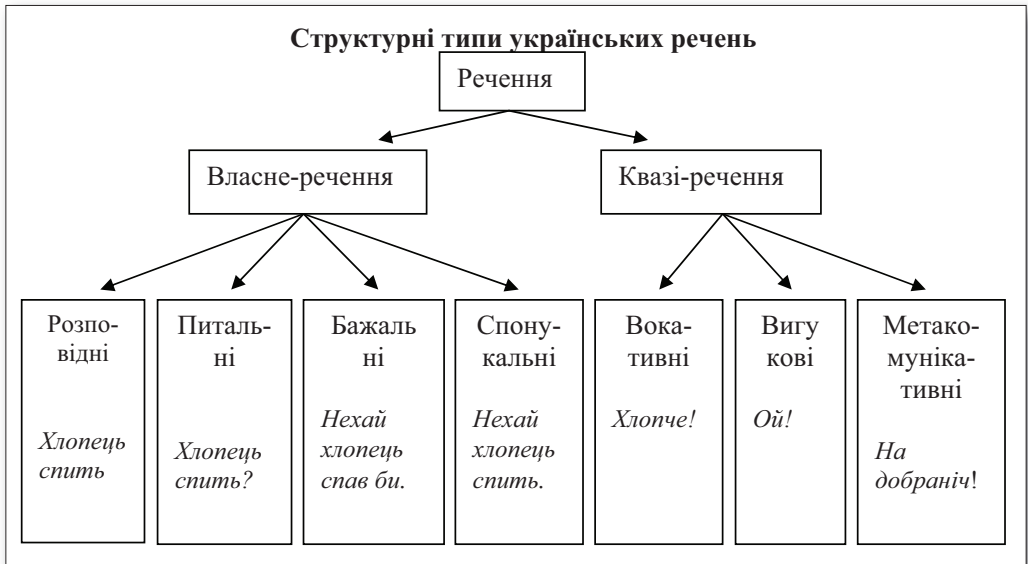 Структурні типи українських речень
Речення
Власне-речення
Квазі-речення
Розпо-
відні
Хлопець
спить
Питаль-
ні
Хлопець
спить?
Бажаль
ні
Нехай
хлопець
спав би.
Спону-
кальні
Нехай
хлопець
спить.
Вока-
тивні
Хлопче!
Вигу
кові
Ой!
Метако-
муніка-
тивні
На
добраніч!